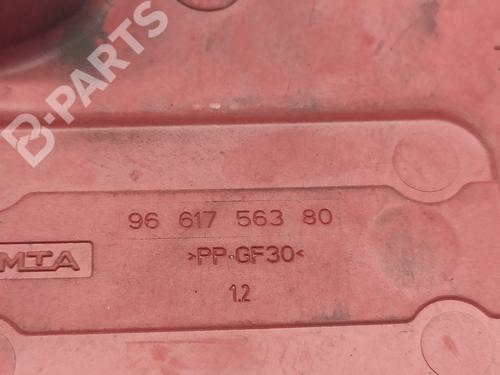 B-PARTS
96 617 563 80
MTA
>PP-GF30<
1.2